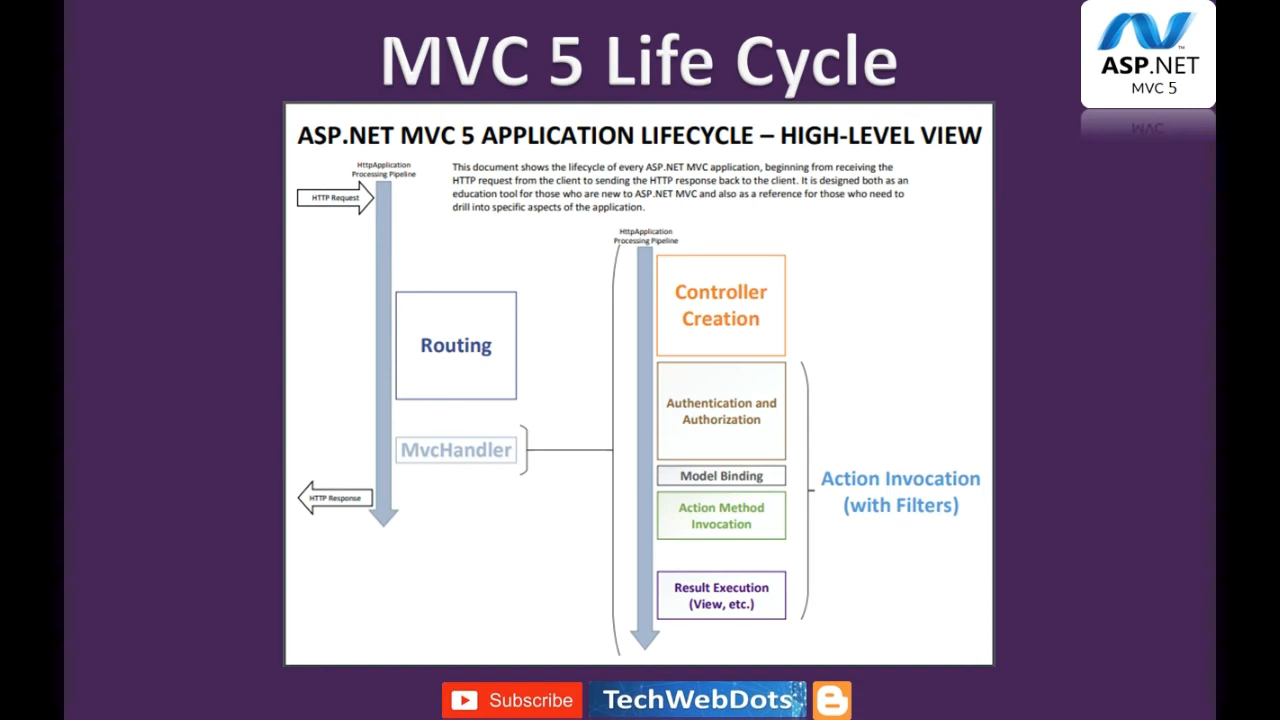 MVC 5 Life Cycle
ASP.NET
™
MVC 5
ASP.NET MVC 5 APPLICATION LIFECYCLE – HIGH-LEVEL VIEW
HttpApplication
Processing Pipeline
HTTP Request
This document shows the lifecycle of every ASP.NET MVC application, beginning from receiving the
HTTP request from the client to sending the HTTP response back to the client. It is designed both as an
education tool for those who are new to ASP.NET MVC and also as a reference for those who need to
drill into specific aspects of the application.
HttpApplication
Processing Pipeline
Routing
MvcHandler
HTTP Response
Controller
Creation
Authentication and
Authorization
Model Binding
Action Method
Invocation
Result Execution
(View, etc.)
Action Invocation
(with Filters)
Subscribe
TechWebDots